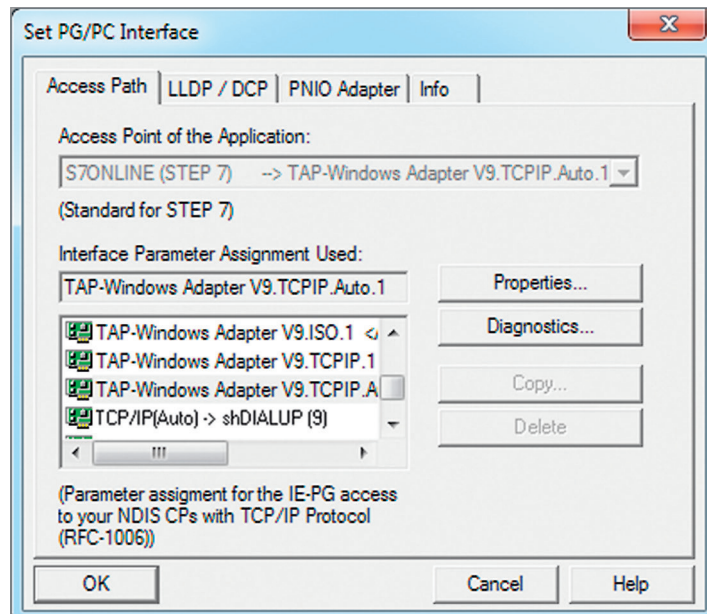 Set PG/PC Interface
Access Path
LLDP / DCP
PNIO Adapter
Info
Access Point of the Application:
S7ONLINE (STEP 7) --> TAP-Windows Adapter V9.TCPIP.Auto.1
(Standard for STEP 7)
Interface Parameter Assignment Used:
TAP-Windows Adapter V9.TCPIP.Auto.1
Properties...
Diagnostics...
Copy...
Delete
TAP-Windows Adapter V9.ISO.1 <
TAP-Windows Adapter V9.TCPIP.1
TAP-Windows Adapter V9.TCPIP.A
TCP/IP(Auto) -> shDIALUP (9)
(Parameter assigment for the IE-PG access
to your NDIS CPs with TCP/IP Protocol
(RFC-1006))
OK
Cancel
Help